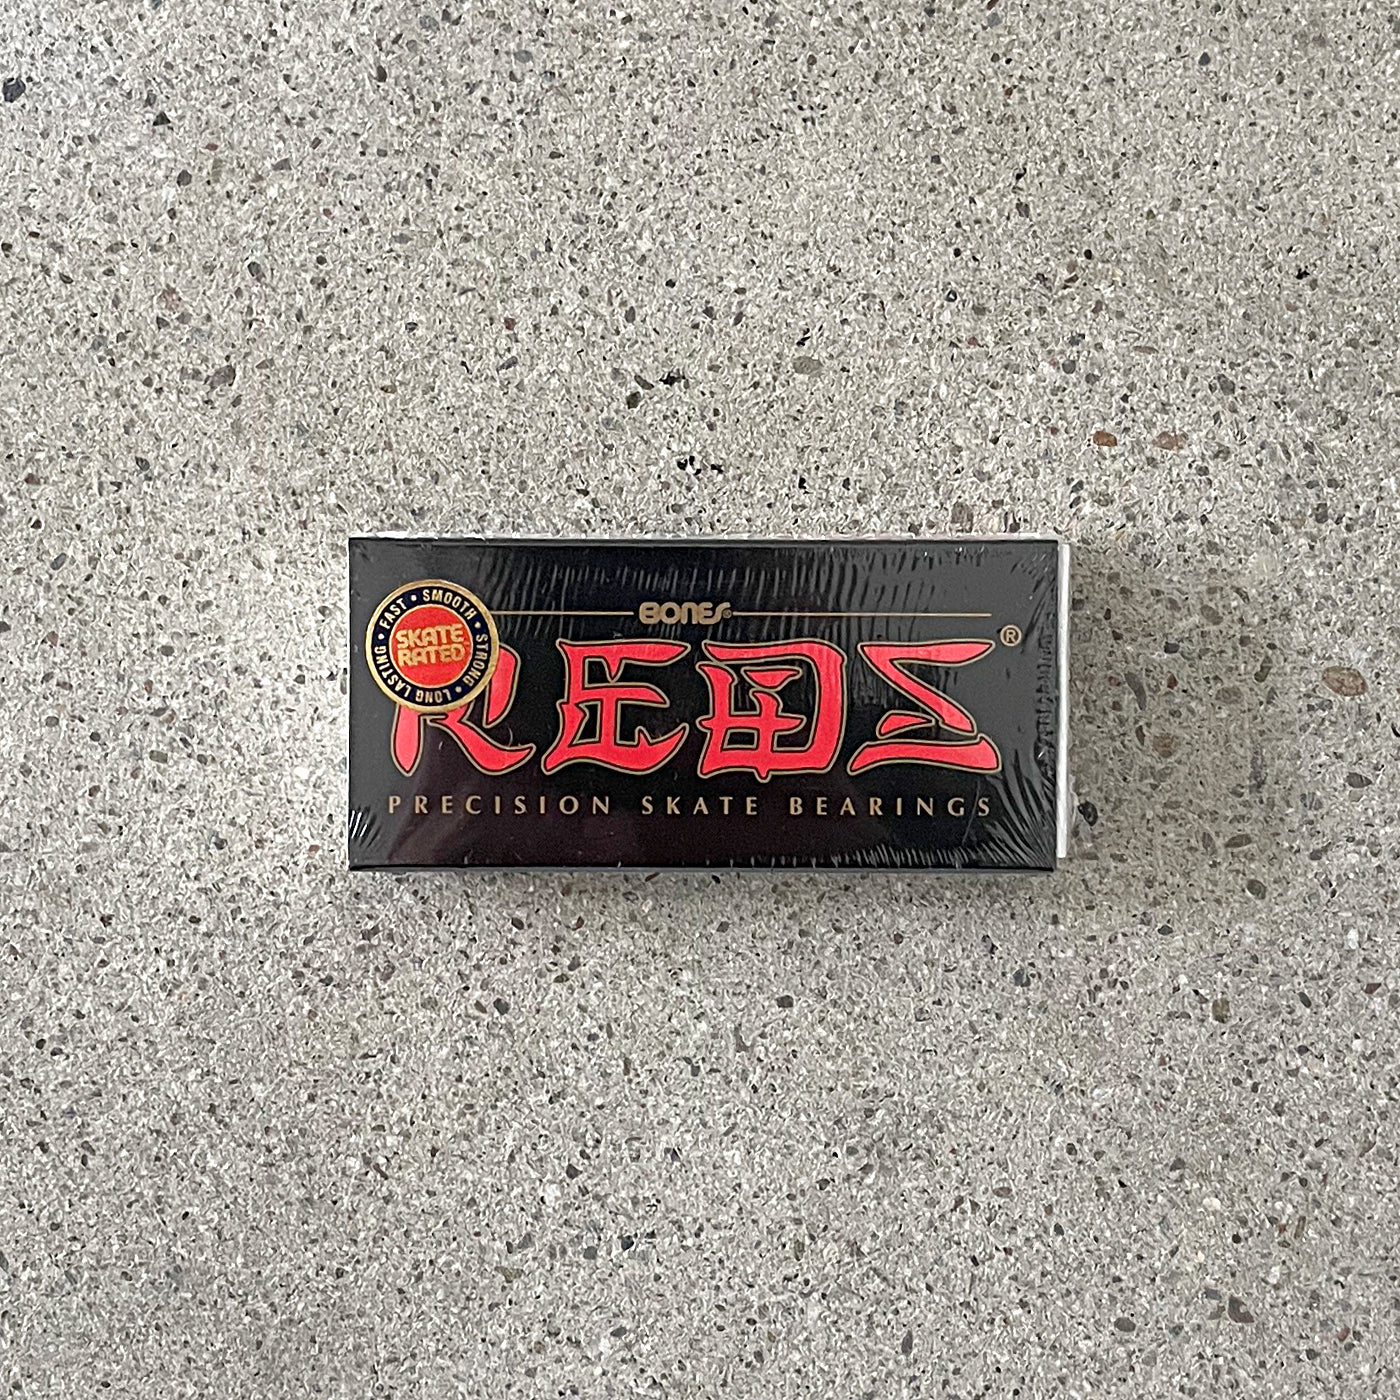 BONES®
REDS®
PRECISION SKATE BEARINGS
FAST • SMOOTH • STRONG • LONG LASTING •
SKATE
RATED